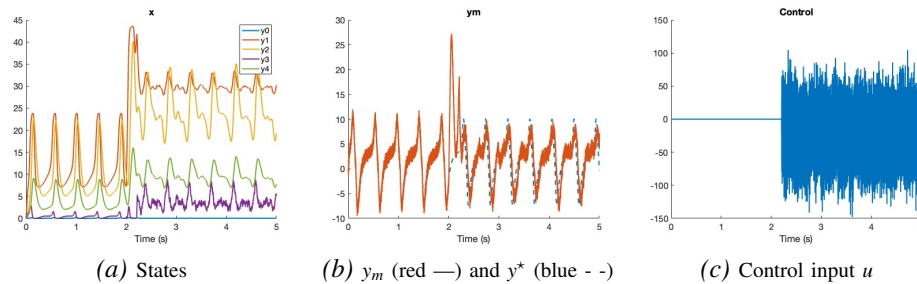 x
45
40
35
30
25
20
15
10
5
0
0 1 2 3 4 5
Time (s)
y0
y1
y2
y3
y4
(a) States
ym
30
25
20
15
10
5
0
-5
-10
0 1 2 3 4 5
Time (s)
(b) yₘ (red —) and y⋆ (blue - -)
Control
150
100
50
0
-50
-100
-150
0 1 2 3 4 5
Time (s)
(c) Control input u